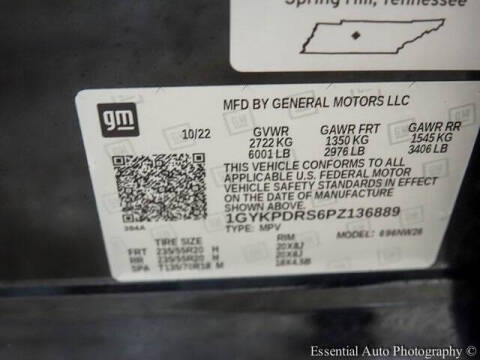 Spring Hill, Tennessee
gm
MFD BY GENERAL MOTORS LLC
10/22 GVWR GAWR FRT GAWR RR
2722 KG 1350 KG 1545 KG
6001 LB 2976 LB 3406 LB
THIS VEHICLE CONFORMS TO ALL
APPLICABLE U.S. FEDERAL MOTOR
VEHICLE SAFETY STANDARDS IN EFFECT
ON THE DATE OF MANUFACTURE
SHOWN ABOVE.
1GYKPDRS6PZ136889
TYPE: MPV MODEL: 6NW26
394A
TIRE SIZE RIM
FRT 235/55R20 H 20X8J
RR 235/55R20 H 20X8J
SPA T135/70R18 M 18X4.5B
Essential Auto Photography (C)